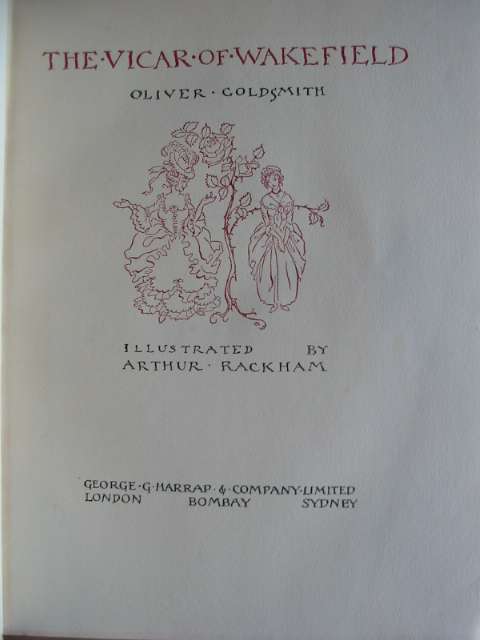 THE·VICAR·OF·WAKEFIELD
OLIVER·GOLDSMITH
ILLUSTRATED BY
ARTHUR·RACKHAM
GEORGE·G·HARRAP·&·COMPANY·LIMITED
LONDON BOMBAY SYDNEY